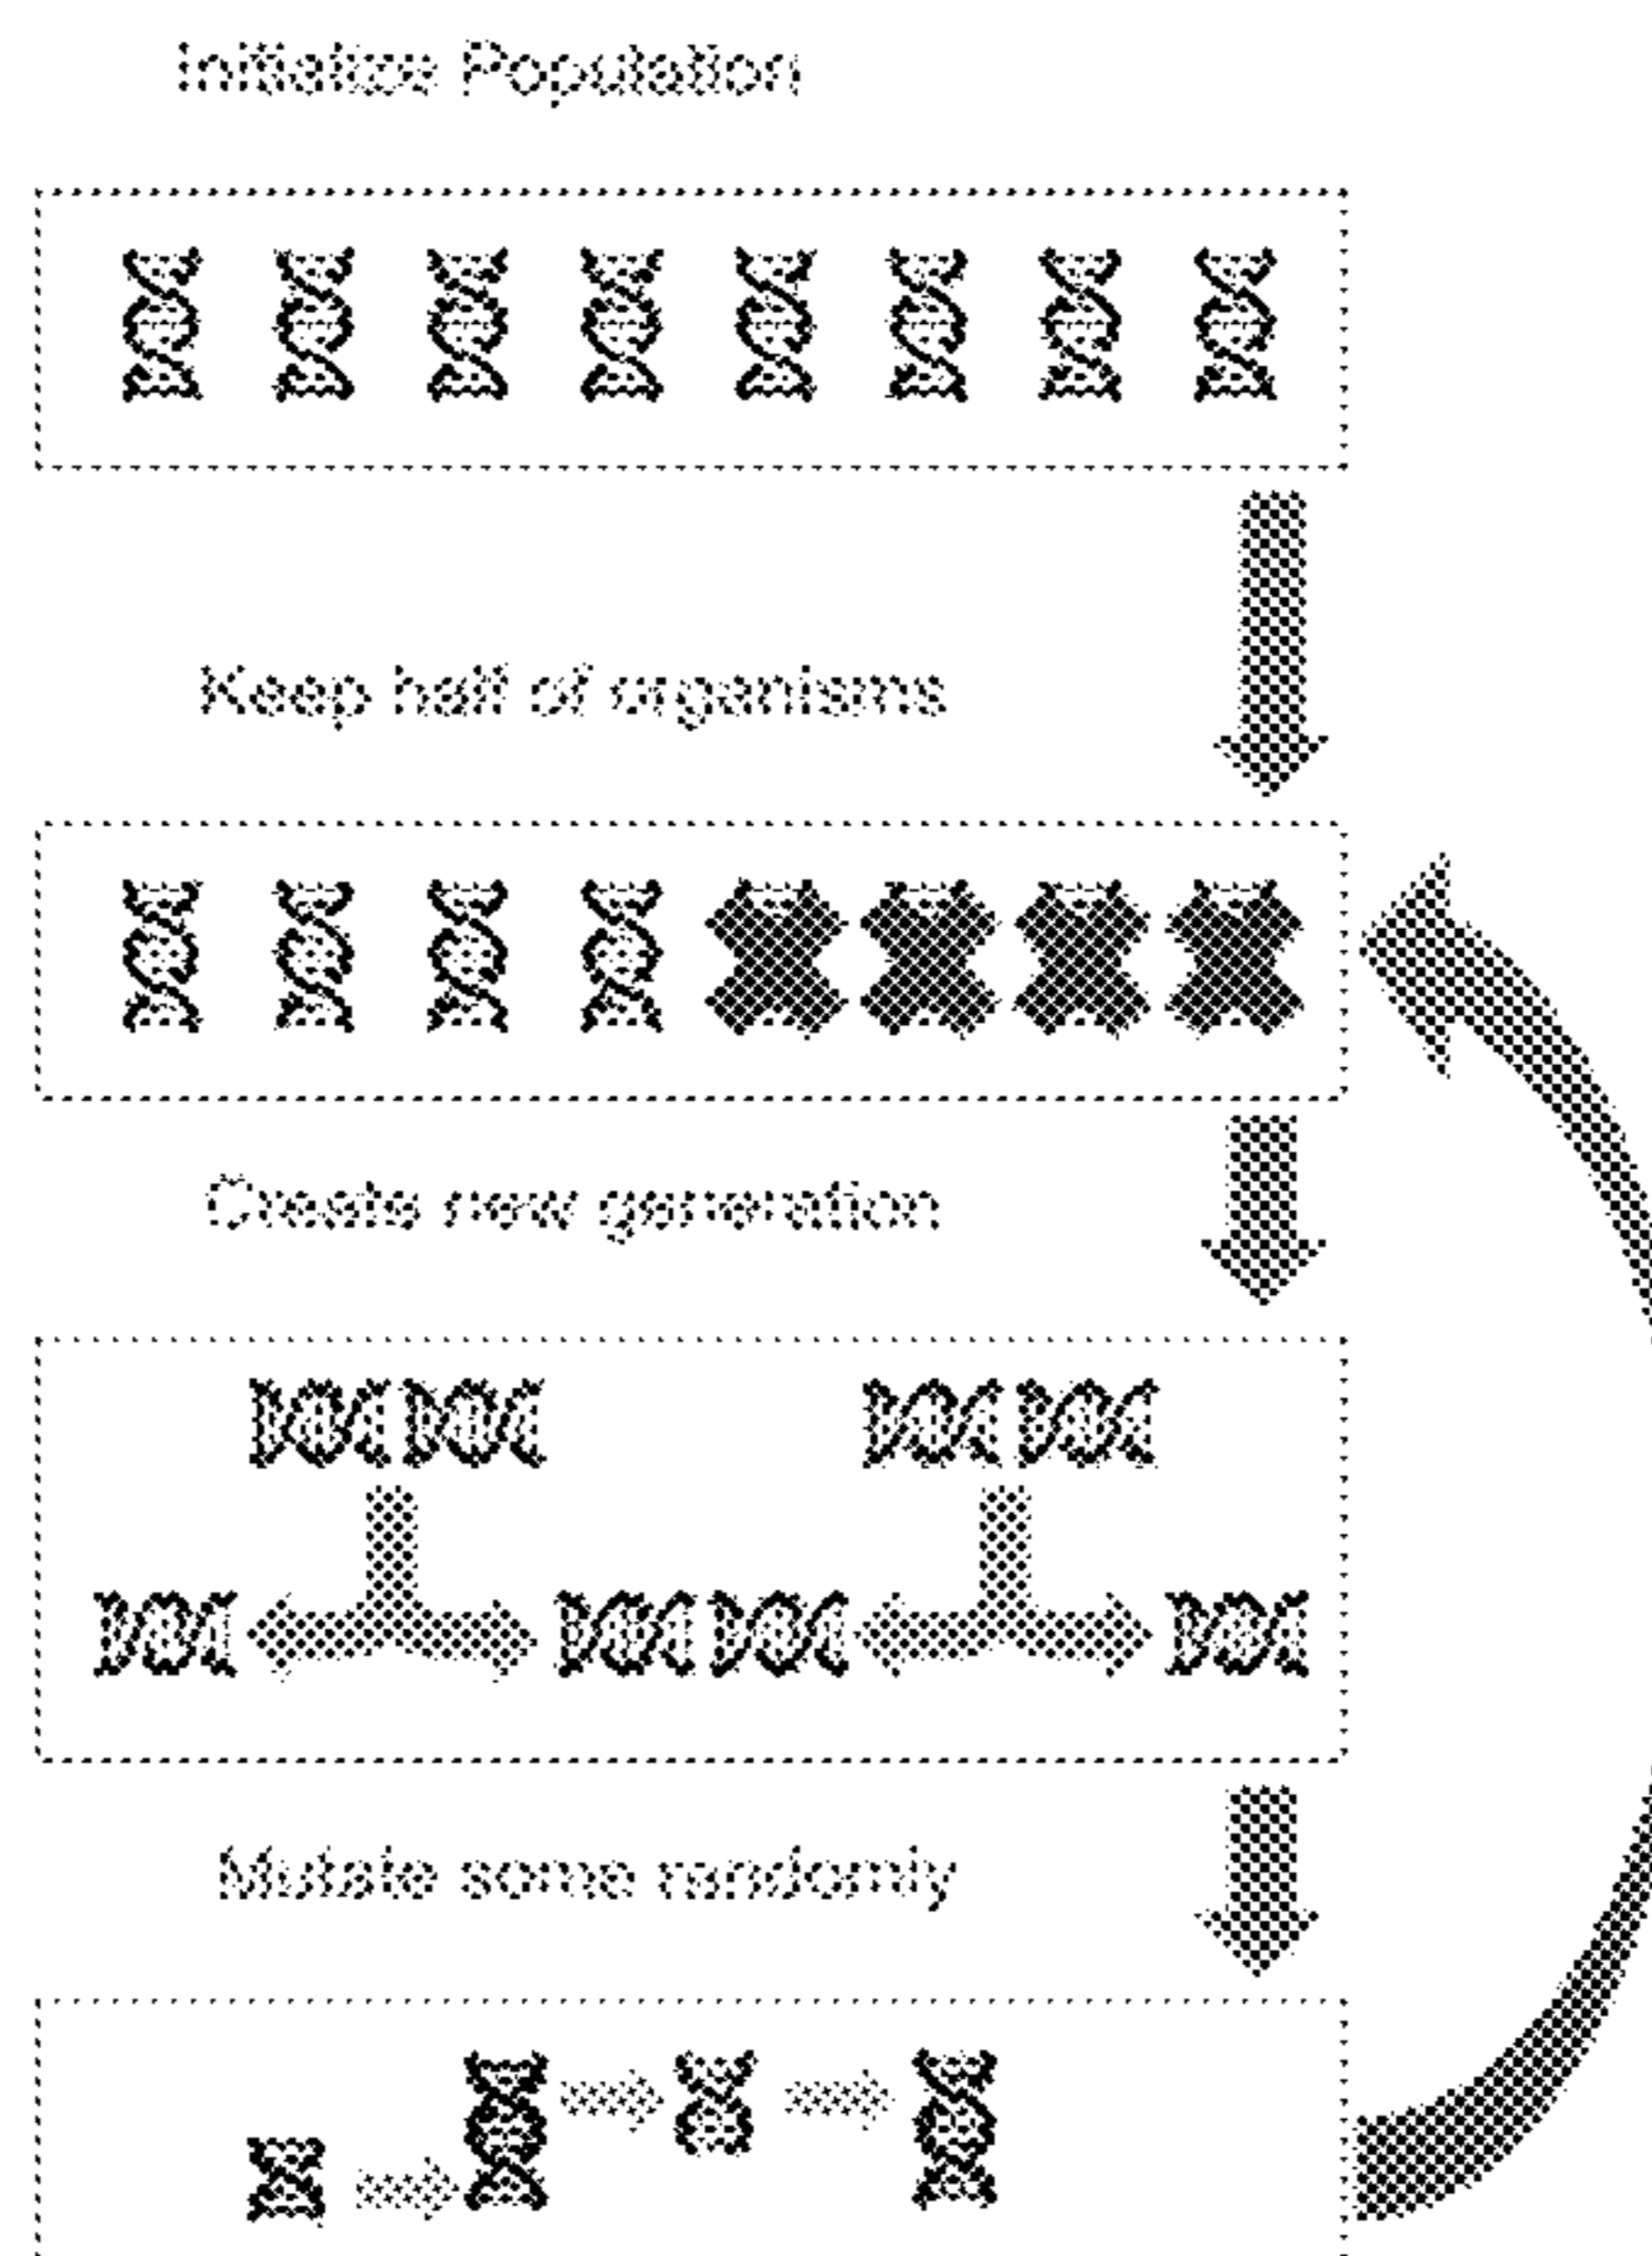 Initialize Population
Keep half of organisms
Create new generation
Mutate some randomly